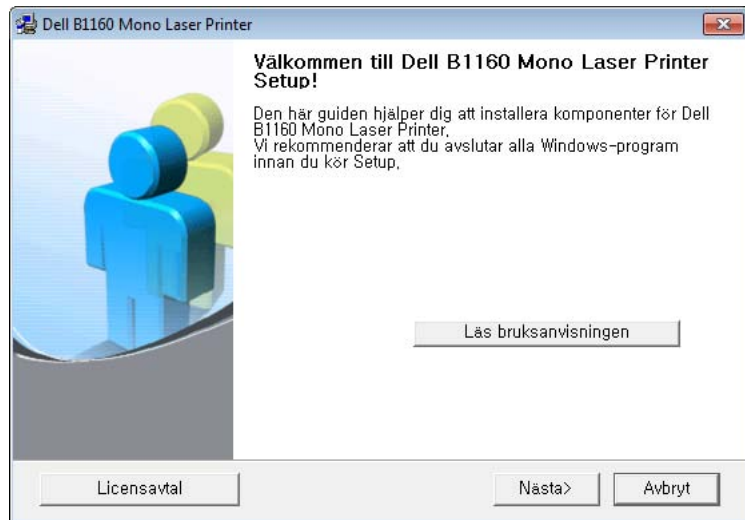 Dell B1160 Mono Laser Printer
Välkommen till Dell B1160 Mono Laser Printer
Setup!
Den här guiden hjälper dig att installera komponenter för Dell
B1160 Mono Laser Printer,
Vi rekommenderar att du avslutar alla Windows-program
innan du kör Setup,
Läs bruksanvisningen
Licensavtal
Nästa>
Avbryt